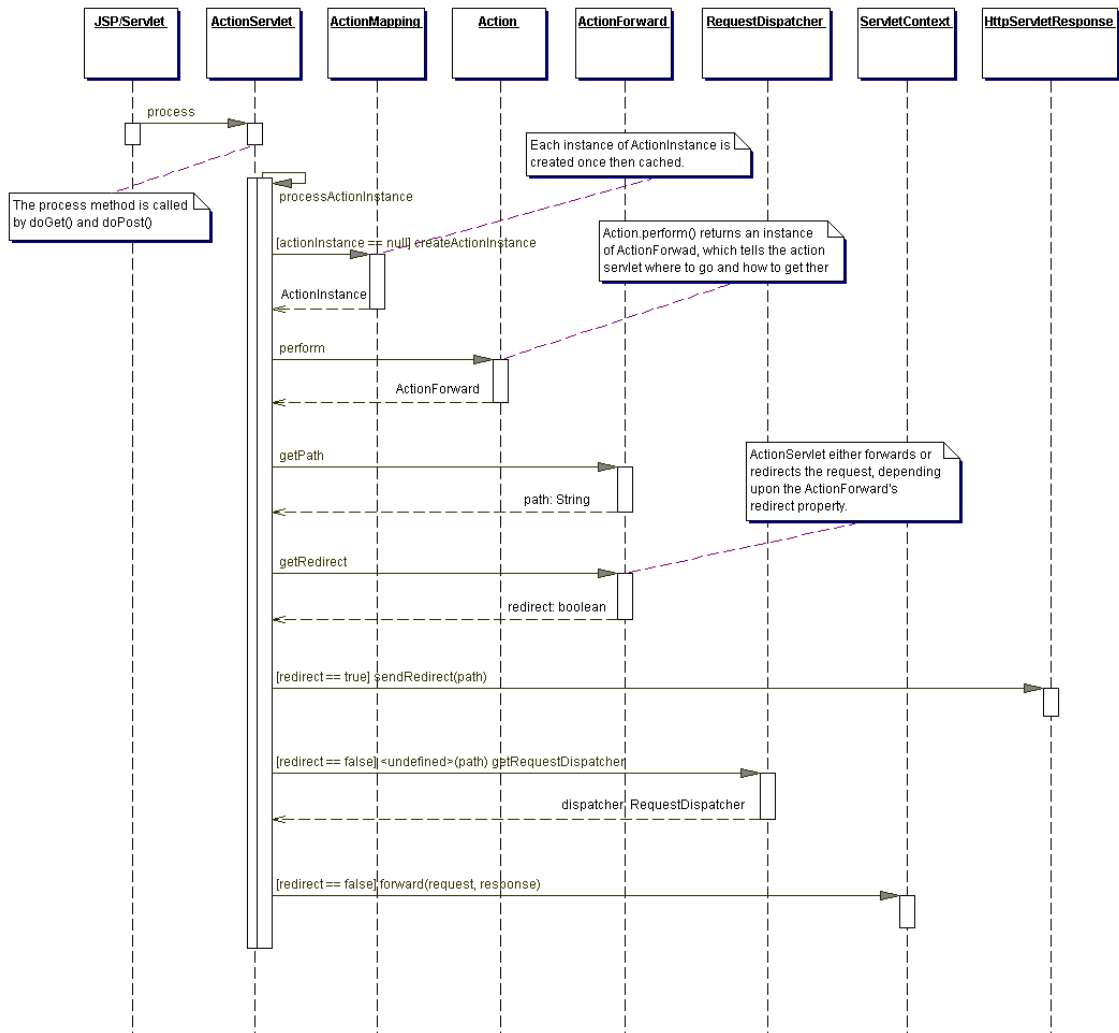 JSP/Servlet
ActionServlet
ActionMapping
Action
ActionForward
RequestDispatcher
ServletContext
HttpServletResponse
process
Each instance of ActionInstance is
created once then cached.
The process method is called
by doGet() and doPost()
processActionInstance
Action.perform() returns an instance
of ActionForwad, which tells the action
servlet where to go and how to get ther
[actionInstance == null] createActionInstance
ActionInstance
perform
ActionForward
getPath
ActionServlet either forwards or
redirects the request, depending
upon the ActionForward's
redirect property.
path: String
getRedirect
redirect: boolean
[redirect == true] sendRedirect(path)
[redirect == false] <undefined>(path) getRequestDispatcher
dispatcher: RequestDispatcher
[redirect == false] forward(request, response)